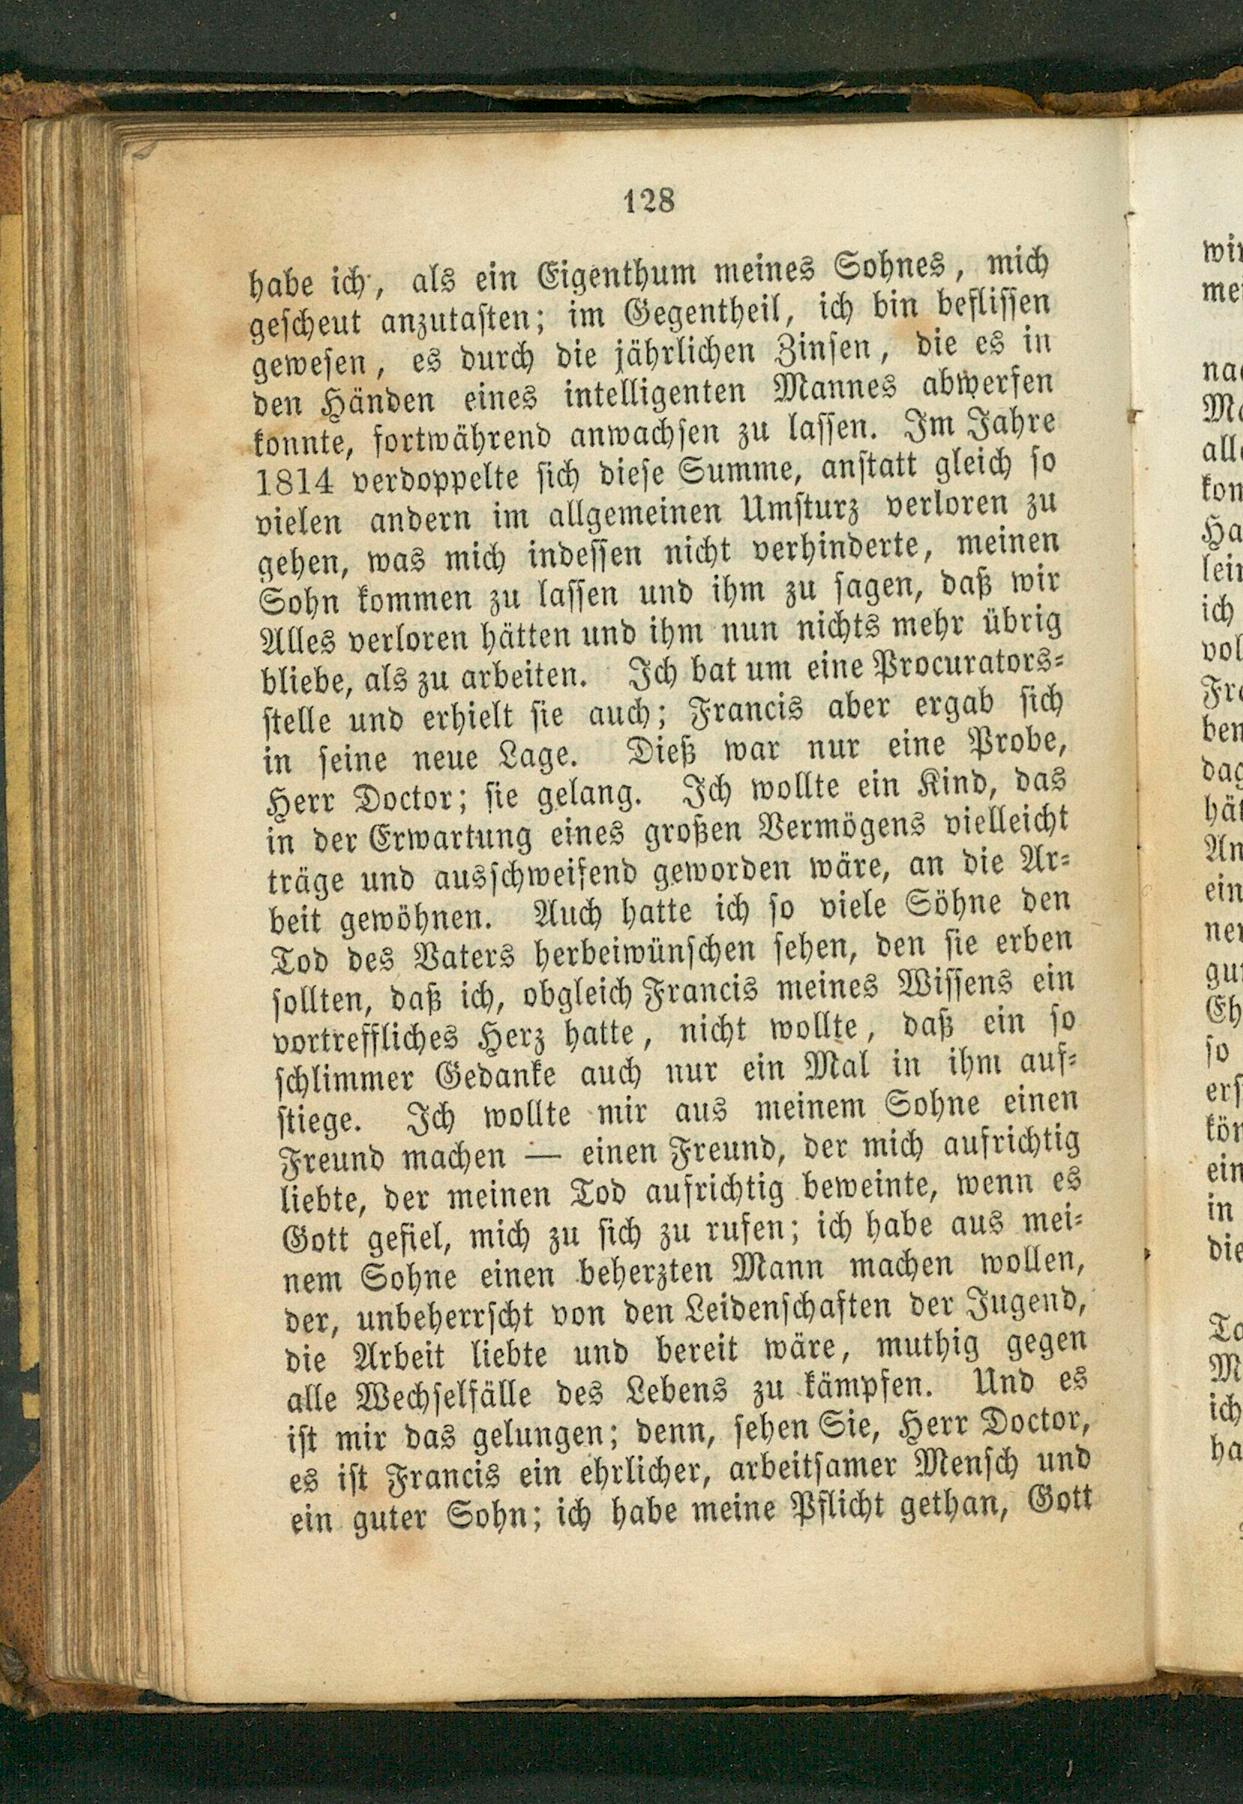 128
habe ich, als ein Eigenthum meines Sohnes, mich
gescheut anzutasten; im Gegentheil, ich bin beflissen
gewesen, es durch die jährlichen Zinsen, die es in
den Händen eines intelligenten Mannes abwerfen
konnte, fortwährend anwachsen zu lassen. Im Jahre
1814 verdoppelte sich diese Summe, anstatt gleich so
vielen andern im allgemeinen Umsturz verloren zu
gehen, was mich indessen nicht verhinderte, meinen
Sohn kommen zu lassen und ihm zu sagen, daß wir
Alles verloren hätten und ihm nun nichts mehr übrig
bliebe, als zu arbeiten. Ich bat um eine Procurators-
stelle und erhielt sie auch; Francis aber ergab sich
in seine neue Lage. Dieß war nur eine Probe,
Herr Doctor; sie gelang. Ich wollte ein Kind, das
in der Erwartung eines großen Vermögens vielleicht
träge und ausschweifend geworden wäre, an die Ar-
beit gewöhnen. Auch hatte ich so viele Söhne den
Tod des Vaters herbeiwünschen sehen, den sie erben
sollten, daß ich, obgleich Francis meines Wissens ein
vortreffliches Herz hatte, nicht wollte, daß ein so
schlimmer Gedanke auch nur ein Mal in ihm auf-
stiege. Ich wollte mir aus meinem Sohne einen
Freund machen — einen Freund, der mich aufrichtig
liebte, der meinen Tod aufrichtig beweinte, wenn es
Gott gefiel, mich zu sich zu rufen; ich habe aus mei-
nem Sohne einen beherzten Mann machen wollen,
der, unbeherrscht von den Leidenschaften der Jugend,
die Arbeit liebte und bereit wäre, muthig gegen
alle Wechselfälle des Lebens zu kämpfen. Und es
ist mir das gelungen; denn, sehen Sie, Herr Doctor,
es ist Francis ein ehrlicher, arbeitsamer Mensch und
ein guter Sohn; ich habe meine Pflicht gethan, Gott